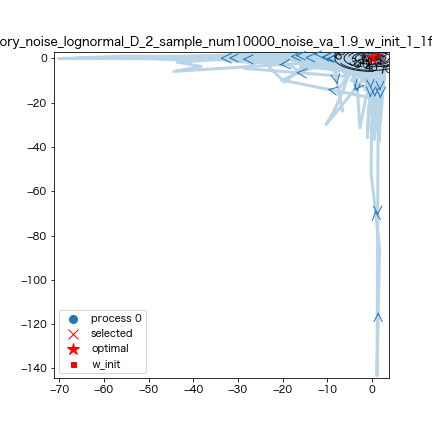 ory_noise_lognormal_D_2_sample_num10000_noise_va_1.9_w_init_1_1f
0
−20
−40
−60
−80
−100
−120
−140
−70 −60 −50 −40 −30 −20 −10 0
process 0
selected
optimal
w_init